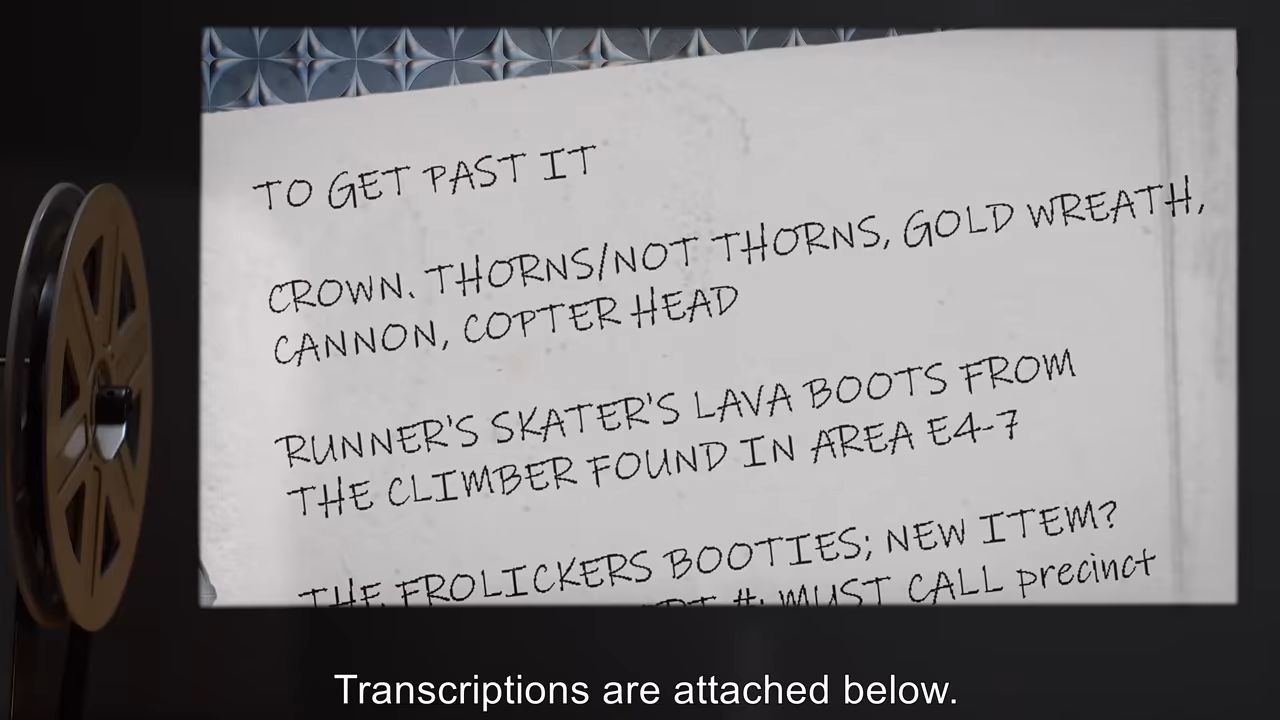 TO GET PAST IT
CROWN. THORNS/NOT THORNS, GOLD WREATH,
CANNON, COPTER HEAD
RUNNER'S SKATER'S LAVA BOOTS FROM
THE CLIMBER FOUND IN AREA E4-7
THE FROLICKERS BOOTIES; NEW ITEM?
#: MUST CALL precinct
Transcriptions are attached below.